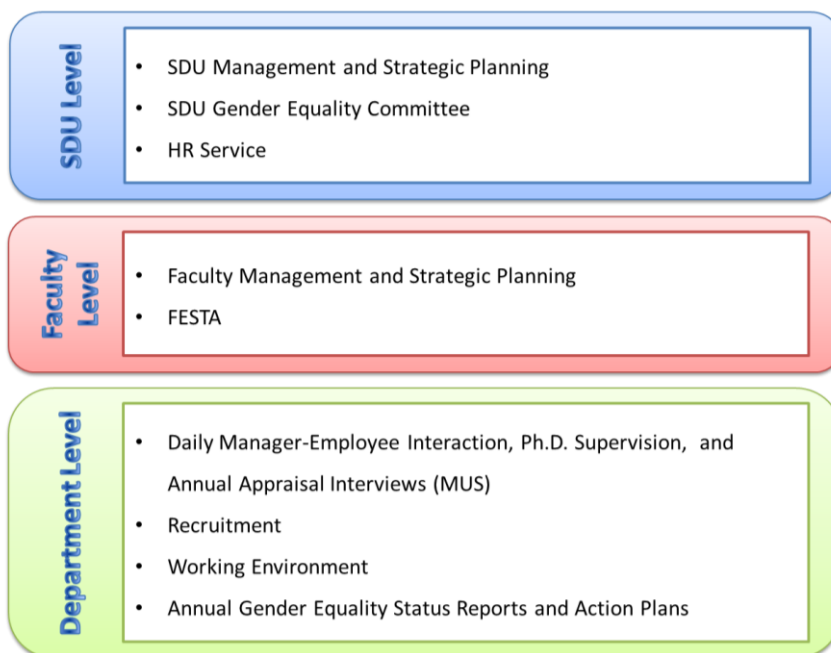 SDU Level
• SDU Management and Strategic Planning
• SDU Gender Equality Committee
• HR Service
Faculty
Level
• Faculty Management and Strategic Planning
• FESTA
Department Level
• Daily Manager-Employee Interaction, Ph.D. Supervision, and
Annual Appraisal Interviews (MUS)
• Recruitment
• Working Environment
• Annual Gender Equality Status Reports and Action Plans